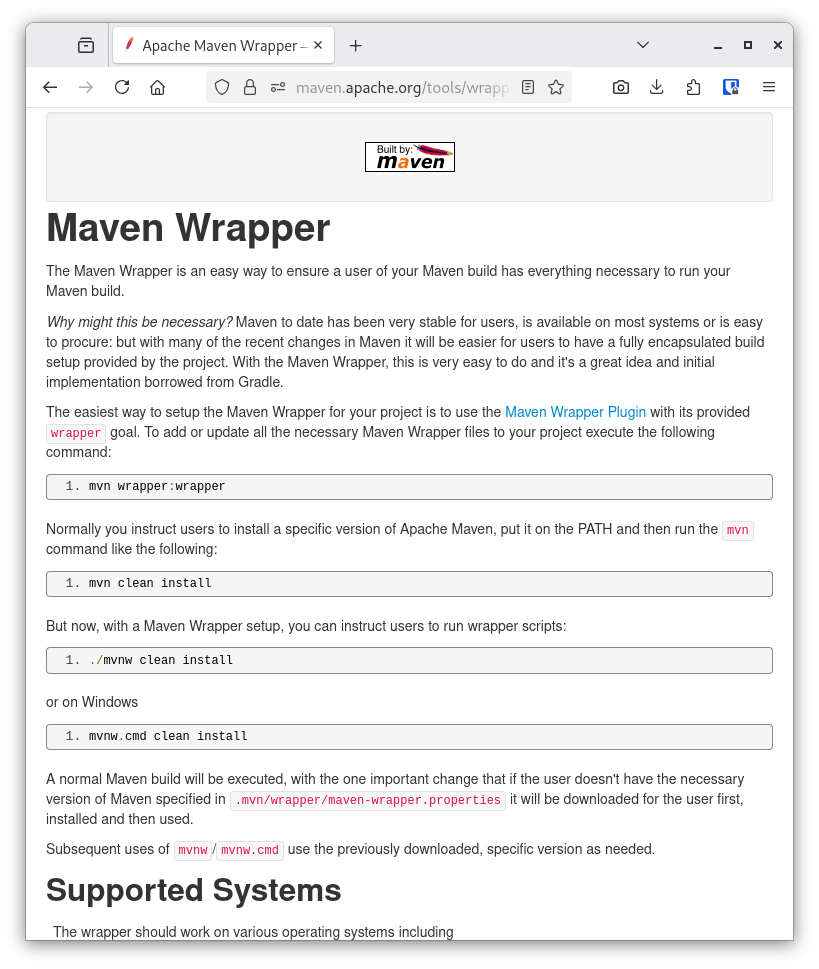 Apache Maven Wrapper –
maven.apache.org/tools/wrapp
Built by:
maven
Maven Wrapper
The Maven Wrapper is an easy way to ensure a user of your Maven build has everything necessary to run your
Maven build.
Why might this be necessary? Maven to date has been very stable for users, is available on most systems or is easy
to procure: but with many of the recent changes in Maven it will be easier for users to have a fully encapsulated build
setup provided by the project. With the Maven Wrapper, this is very easy to do and it's a great idea and initial
implementation borrowed from Gradle.
The easiest way to setup the Maven Wrapper for your project is to use the Maven Wrapper Plugin with its provided
wrapper goal. To add or update all the necessary Maven Wrapper files to your project execute the following
command:
1. mvn wrapper:wrapper
Normally you instruct users to install a specific version of Apache Maven, put it on the PATH and then run the mvn
command like the following:
1. mvn clean install
But now, with a Maven Wrapper setup, you can instruct users to run wrapper scripts:
1. ./mvnw clean install
or on Windows
1. mvnw.cmd clean install
A normal Maven build will be executed, with the one important change that if the user doesn't have the necessary
version of Maven specified in .mvn/wrapper/maven-wrapper.properties it will be downloaded for the user first,
installed and then used.
Subsequent uses of mvnw/mvnw.cmd use the previously downloaded, specific version as needed.
Supported Systems
The wrapper should work on various operating systems including